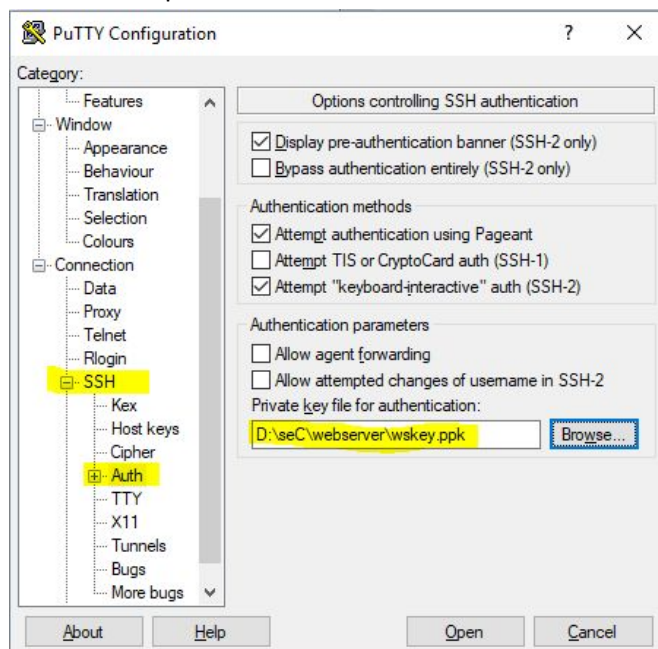 PuTTY Configuration ? ×
Category:
Features
Window
Appearance
Behaviour
Translation
Selection
Colours
Connection
Data
Proxy
Telnet
Rlogin
SSH
Kex
Host keys
Cipher
Auth
TTY
X11
Tunnels
Bugs
More bugs
Options controlling SSH authentication
Display pre-authentication banner (SSH-2 only)
Bypass authentication entirely (SSH-2 only)
Authentication methods
Attempt authentication using Pageant
Attempt TIS or CryptoCard auth (SSH-1)
Attempt "keyboard-interactive" auth (SSH-2)
Authentication parameters
Allow agent forwarding
Allow attempted changes of username in SSH-2
Private key file for authentication:
D:\seC\webserver\wskey.ppk Browse...
About Help Open Cancel